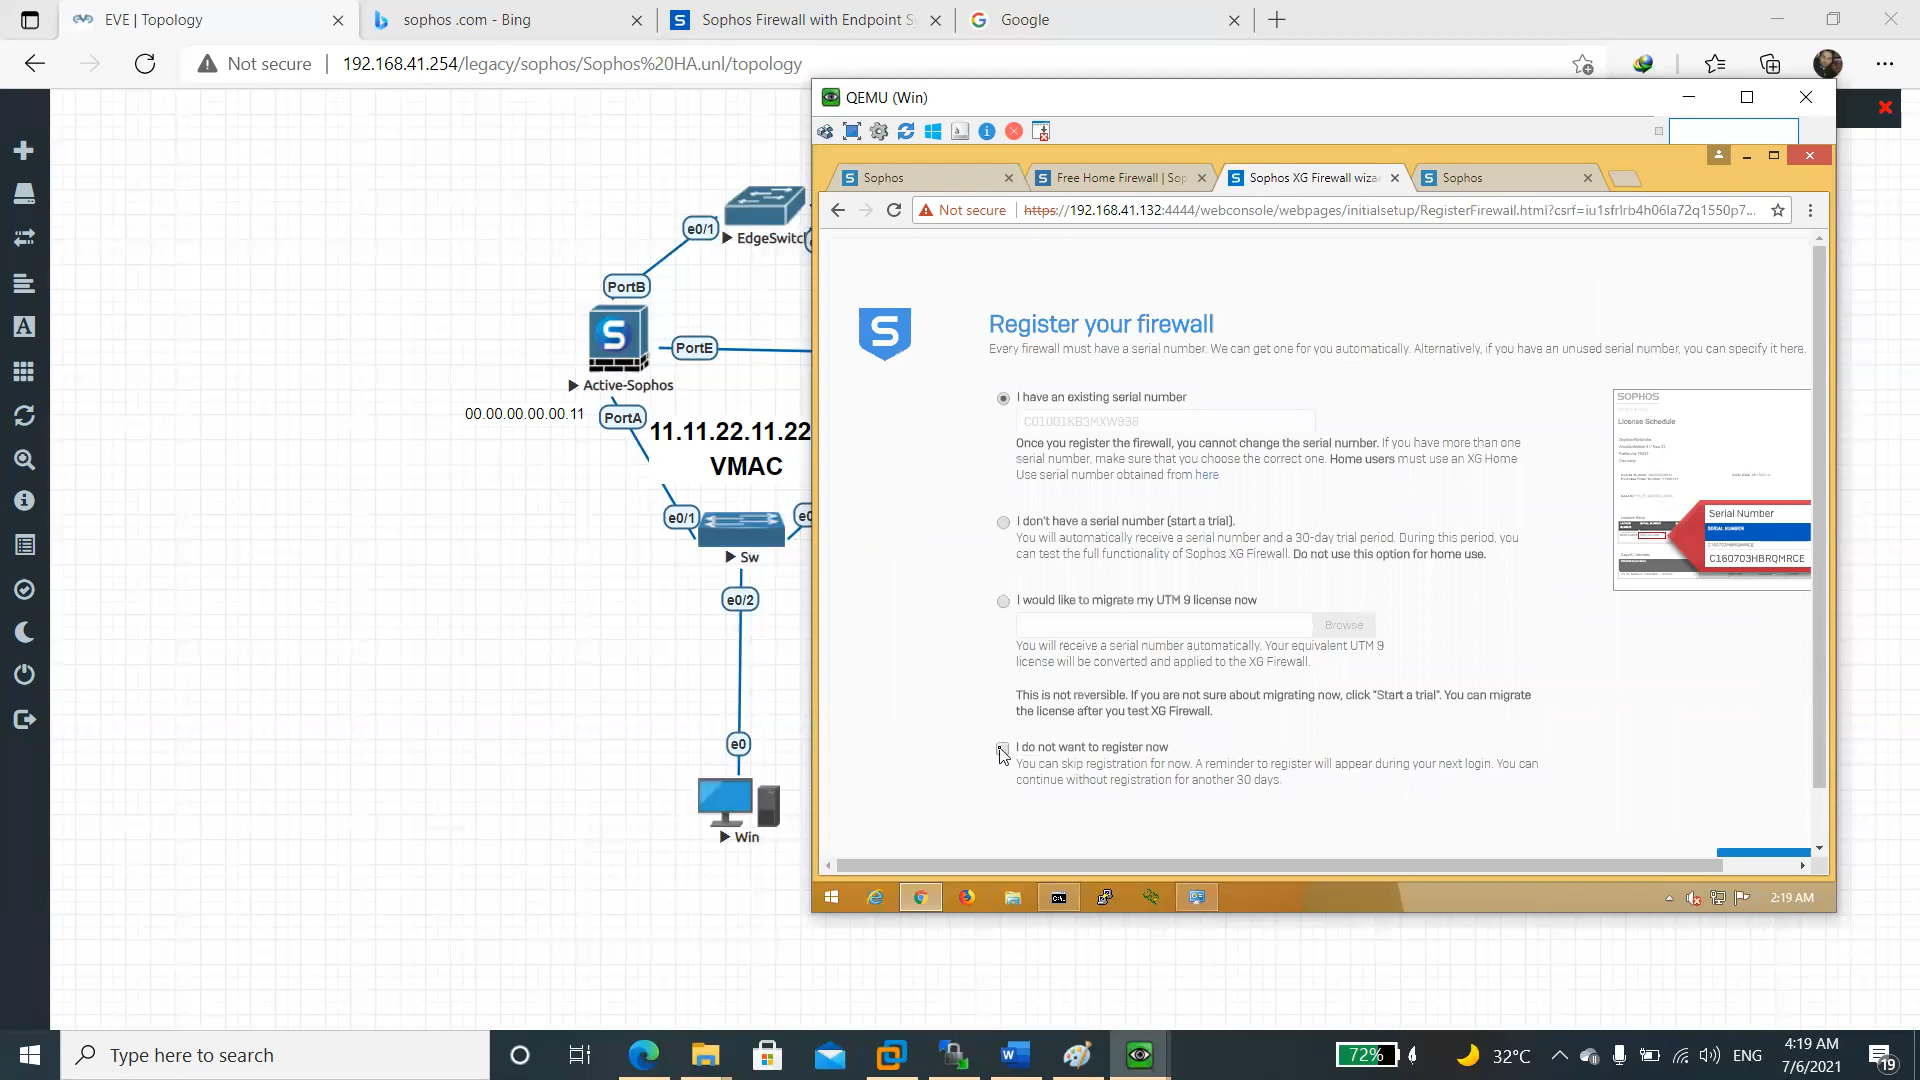 EVE | Topology
sophos .com - Bing
Sophos Firewall with Endpoint S
Google
Not secure
192.168.41.254/legacy/sophos/Sophos%20HA.unl/topology
QEMU (Win)
Sophos
Free Home Firewall | Sop
Sophos XG Firewall wiza
Sophos
Not secure
https://192.168.41.132:4444/webconsole/webpages/initialsetup/RegisterFirewall.html?csrf=iu1sfrlrb4h06la72q1550p7...
e0/1
EdgeSwitc
PortB
PortE
Active-Sophos
00.00.00.00.00.11
PortA
11.11.22.11.22
VMAC
e0/1
e0
Sw
e0/2
e0
Win
Register your firewall
Every firewall must have a serial number. We can get one for you automatically. Alternatively, if you have an unused serial number, you can specify it here.
I have an existing serial number
C01001KB3MXW998
Once you register the firewall, you cannot change the serial number. If you have more than one
serial number, make sure that you choose the correct one. Home users must use an XG Home
Use serial number obtained from here
I don't have a serial number (start a trial).
You will automatically receive a serial number and a 30-day trial period. During this period, you
can test the full functionality of Sophos XG Firewall. Do not use this option for home use.
I would like to migrate my UTM 9 license now
Browse
You will receive a serial number automatically. Your equivalent UTM 9
license will be converted and applied to the XG Firewall.
This is not reversible. If you are not sure about migrating now, click "Start a trial". You can migrate
the license after you test XG Firewall.
I do not want to register now
You can skip registration for now. A reminder to register will appear during your next login. You can
continue without registration for another 30 days.
SOPHOS
License Schedule
Serial Number
SERIAL NUMBER
C160703HBRQMRCE
C160703HBRQMRCE
2:19 AM
Type here to search
72%
32°C
ENG
4:19 AM
7/6/2021
19